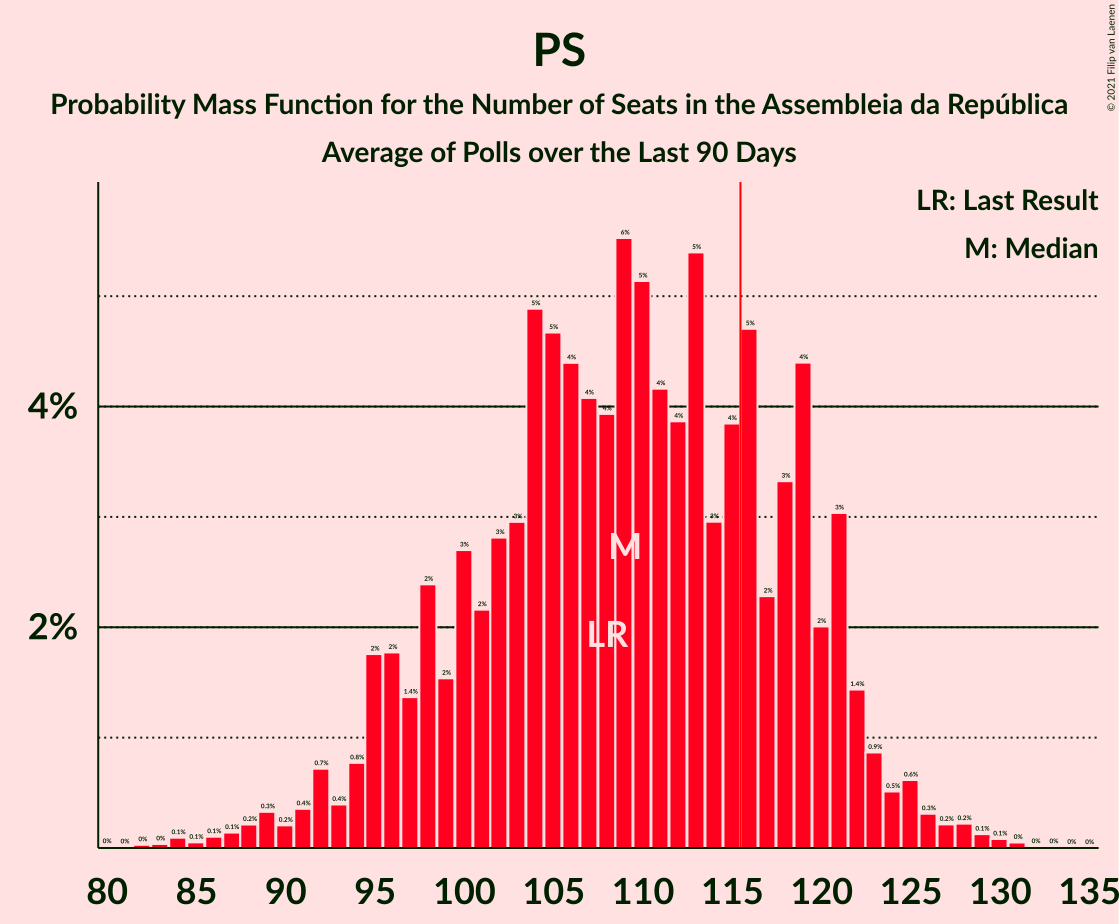 PS
Probability Mass Function for the Number of Seats in the Assembleia da República
Average of Polls over the Last 90 Days
© 2021 Filip van Laenen
LR: Last Result
M: Median
4%
2%
0% 0% 0% 0% 0.1% 0.1% 0.1% 0.1% 0.2% 0.3% 0.2% 0.4% 0.7% 0.4% 0.8% 2% 2% 1.4% 2% 2% 3% 2% 3% 3% 5% 5% 4% 4% 4% 6% 5% 4% 4% 5% 3% 4% 5% 2% 3% 4% 2% 3% 1.4% 0.9% 0.5% 0.6% 0.3% 0.2% 0.2% 0.1% 0.1% 0% 0% 0% 0% 0%
M
LR
80 85 90 95 100 105 110 115 120 125 130 135